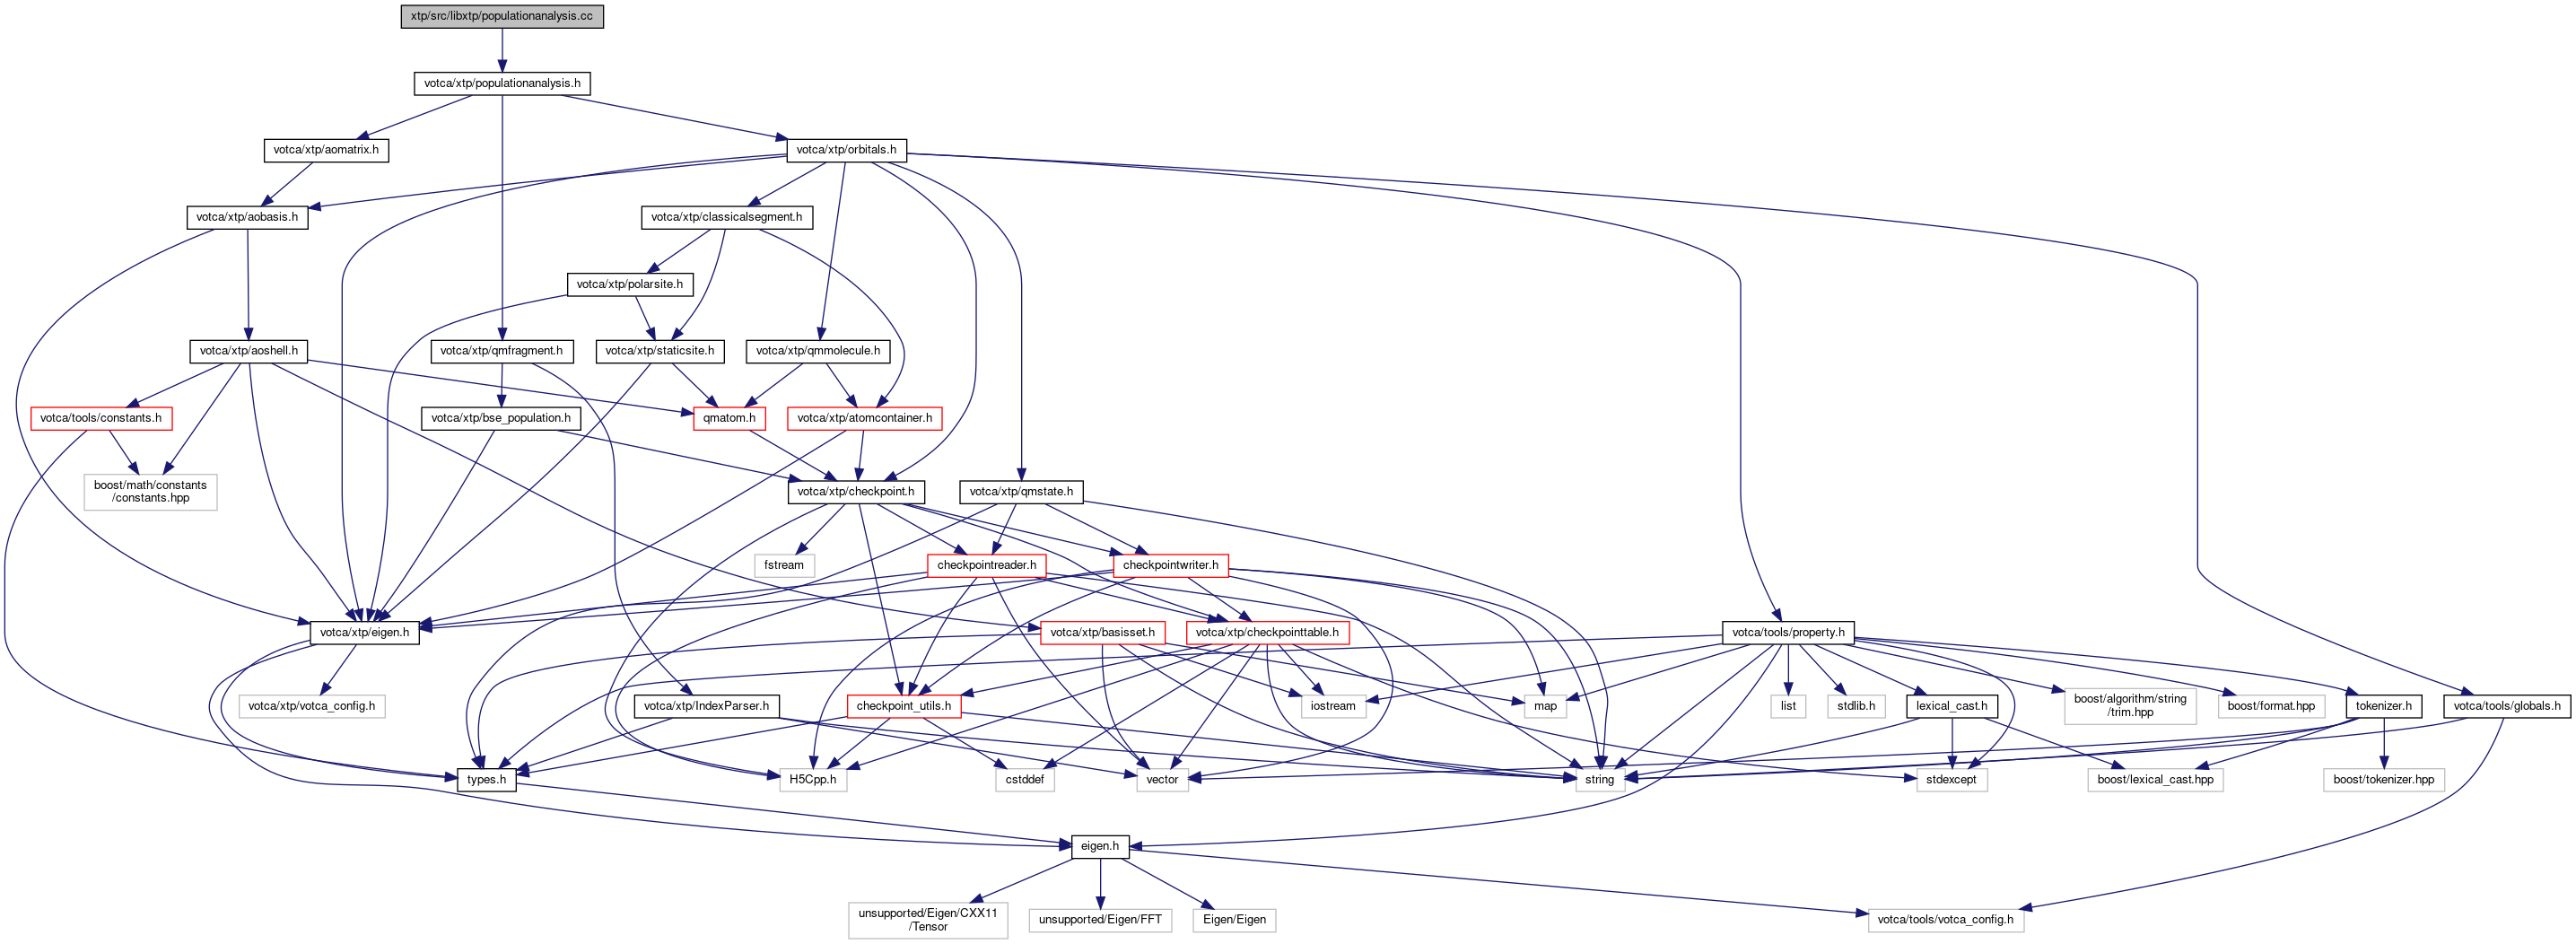 xtp/src/libxtp/populationanalysis.cc
votca/xtp/populationanalysis.h
votca/xtp/aomatrix.h
votca/xtp/orbitals.h
votca/xtp/aobasis.h
votca/xtp/classicalsegment.h
votca/xtp/polarsite.h
votca/xtp/aoshell.h
votca/xtp/qmfragment.h
votca/xtp/staticsite.h
votca/xtp/qmmolecule.h
votca/tools/constants.h
votca/xtp/bse_population.h
qmatom.h
votca/xtp/atomcontainer.h
boost/math/constants
/constants.hpp
votca/xtp/checkpoint.h
votca/xtp/qmstate.h
fstream
checkpointreader.h
checkpointwriter.h
votca/xtp/eigen.h
votca/xtp/basisset.h
votca/xtp/checkpointtable.h
votca/tools/property.h
votca/xtp/votca_config.h
votca/xtp/IndexParser.h
checkpoint_utils.h
iostream
map
list
stdlib.h
lexical_cast.h
boost/algorithm/string
/trim.hpp
boost/format.hpp
tokenizer.h
votca/tools/globals.h
types.h
H5Cpp.h
cstddef
vector
string
stdexcept
boost/lexical_cast.hpp
boost/tokenizer.hpp
eigen.h
unsupported/Eigen/CXX11
/Tensor
unsupported/Eigen/FFT
Eigen/Eigen
votca/tools/votca_config.h